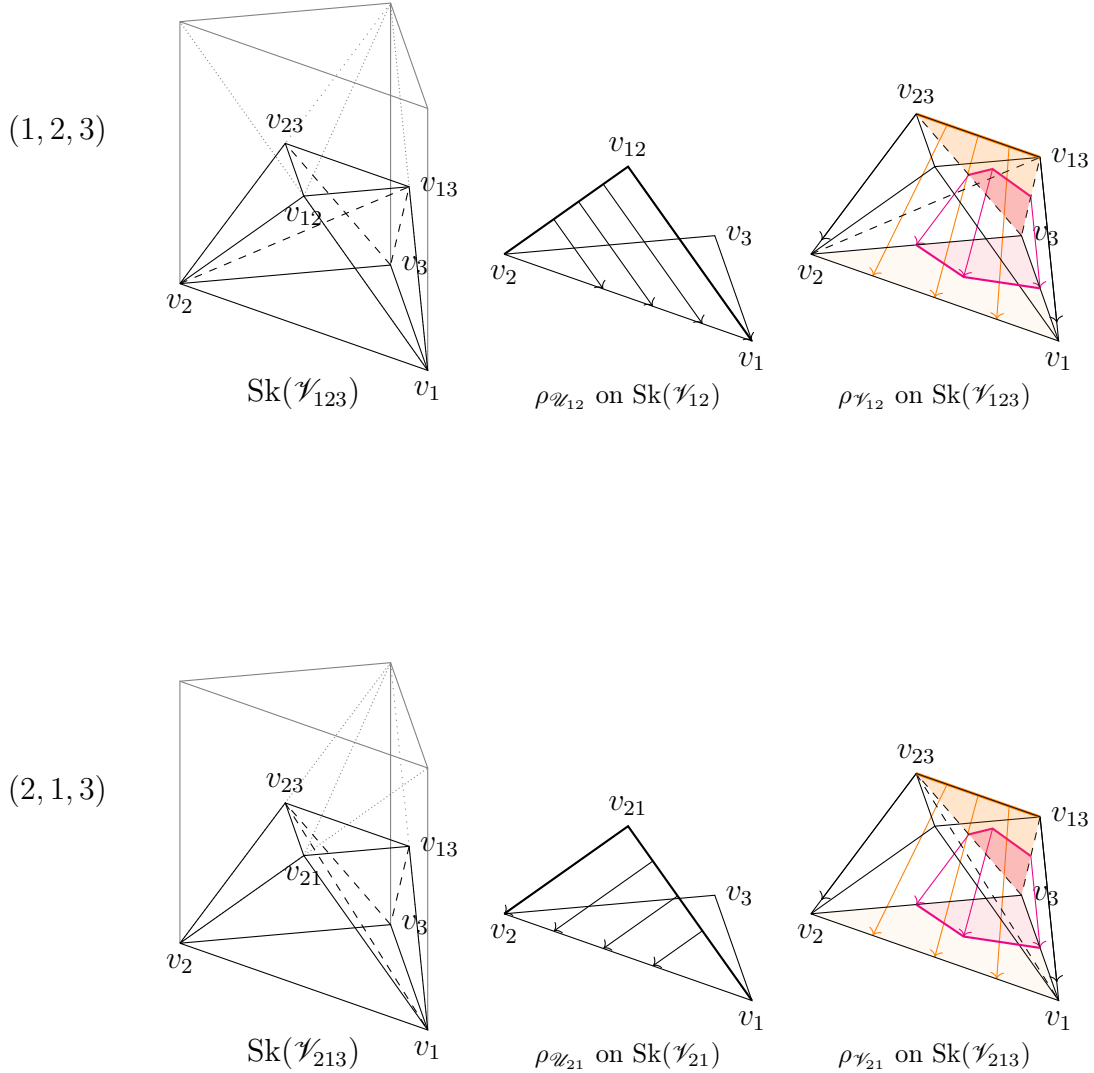 (1, 2, 3)
v₂₃
v₁₃
v₁₂
v₃
v₂
v₁
Sk(𝒱₁₂₃)
v₁₂
v₃
v₂
v₁
ρ𝒰₁₂ on Sk(𝒱₁₂)
v₂₃
v₁₃
v₃
v₂
v₁
ρ𝒱₁₂ on Sk(𝒱₁₂₃)
(2, 1, 3)
v₂₃
v₁₃
v₂₁
v₃
v₂
v₁
Sk(𝒱₂₁₃)
v₂₁
v₃
v₂
v₁
ρ𝒰₂₁ on Sk(𝒱₂₁)
v₂₃
v₁₃
v₃
v₂
v₁
ρ𝒱₂₁ on Sk(𝒱₂₁₃)